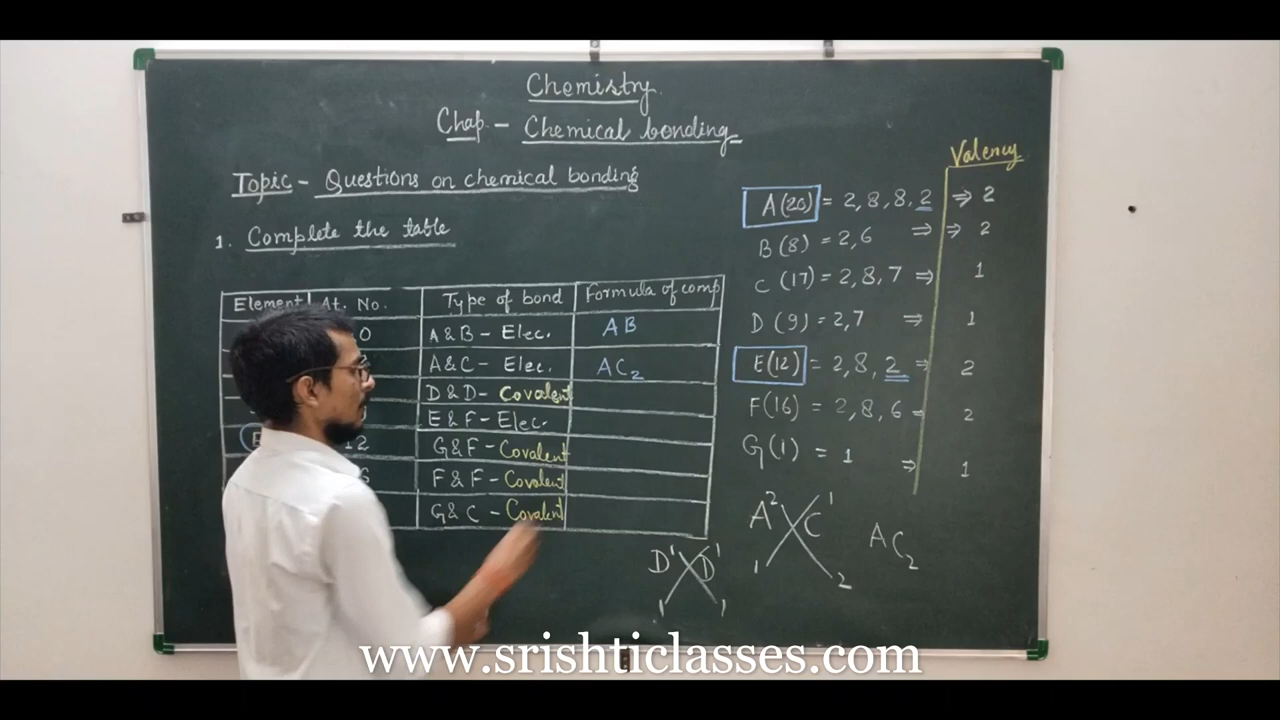 Chemistry
Chap - Chemical bonding
Topic - Questions on chemical bonding
1. Complete the table
Element At. No. Type of bond Formula of comp
0 A & B - Elec. AB
A & C - Elec. AC₂
D & D - Covalent
E & F - Elec.
E 12 G & F - Covalent
6 F & F - Covalent
G & C - Covalent
Valency
A(20) = 2, 8, 8, 2 ⇒ 2
B(8) = 2, 6 ⇒ ⇒ 2
C(17) = 2, 8, 7 ⇒ 1
D(9) = 2, 7 ⇒ 1
E(12) = 2, 8, 2 ⇒ 2
F(16) = 2, 8, 6 ⇒ 2
G(1) = 1 ⇒ 1
A² C¹
1 2
AC₂
D¹ D¹
1 1
www.srishticlasses.com